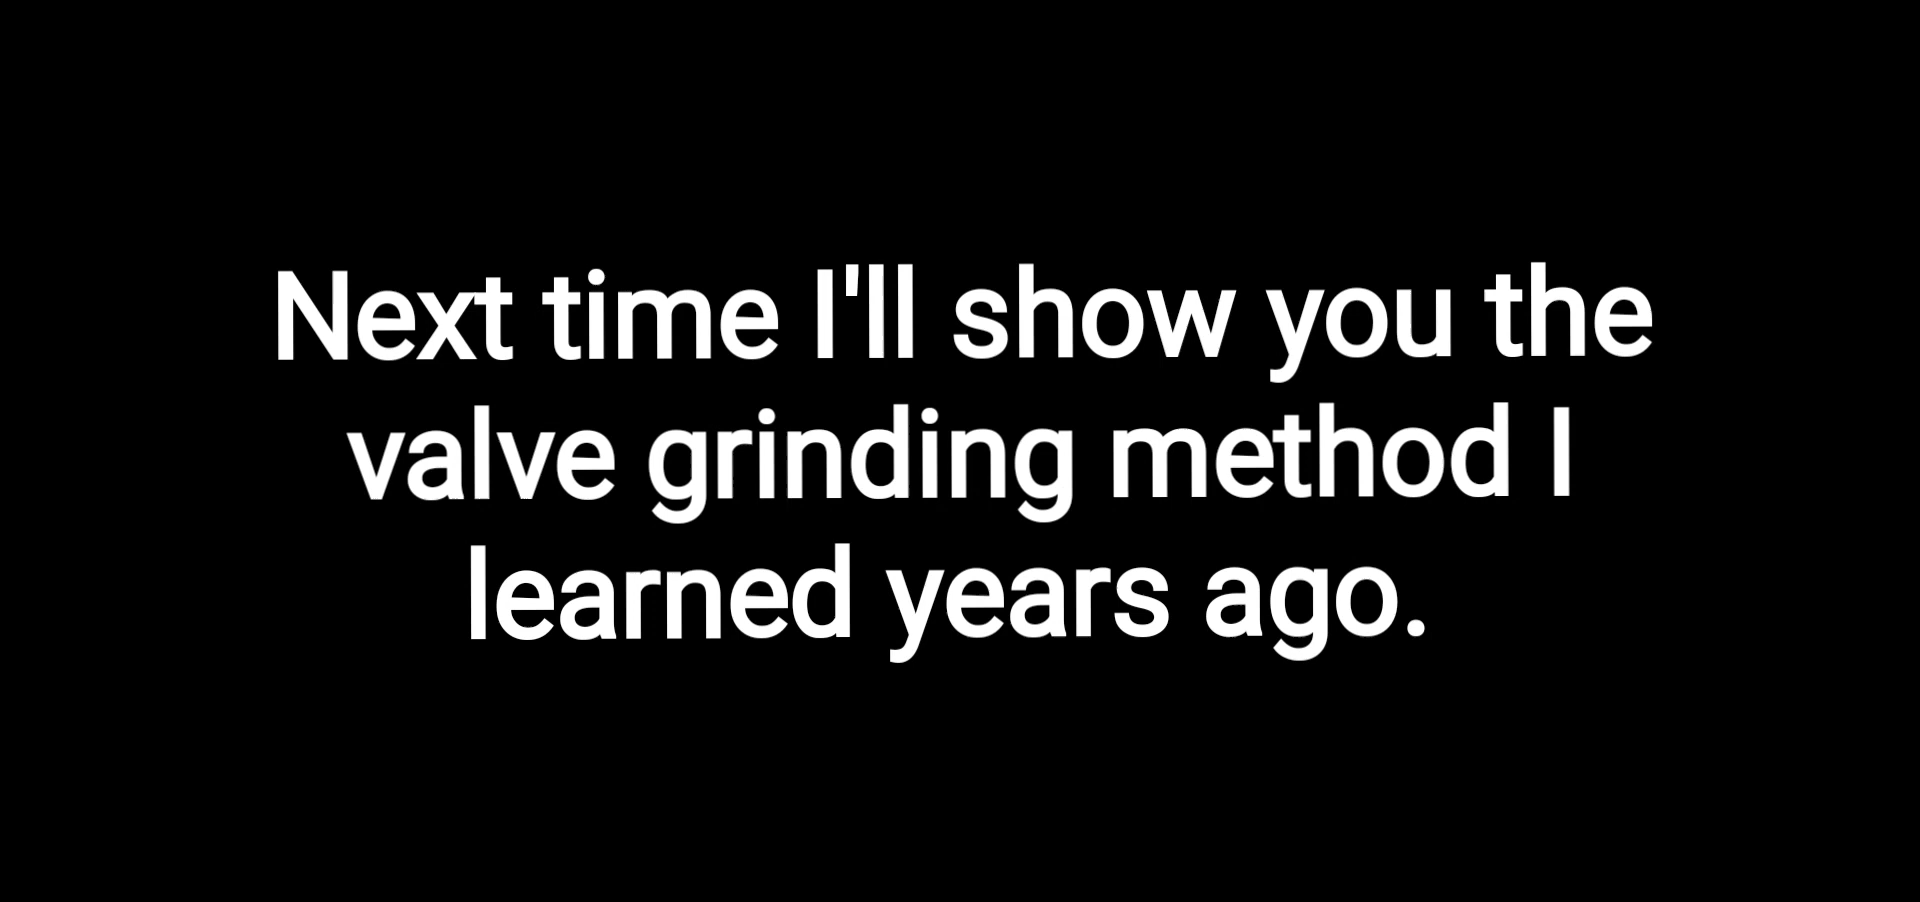 Next time I'll show you the
valve grinding method I
learned years ago.